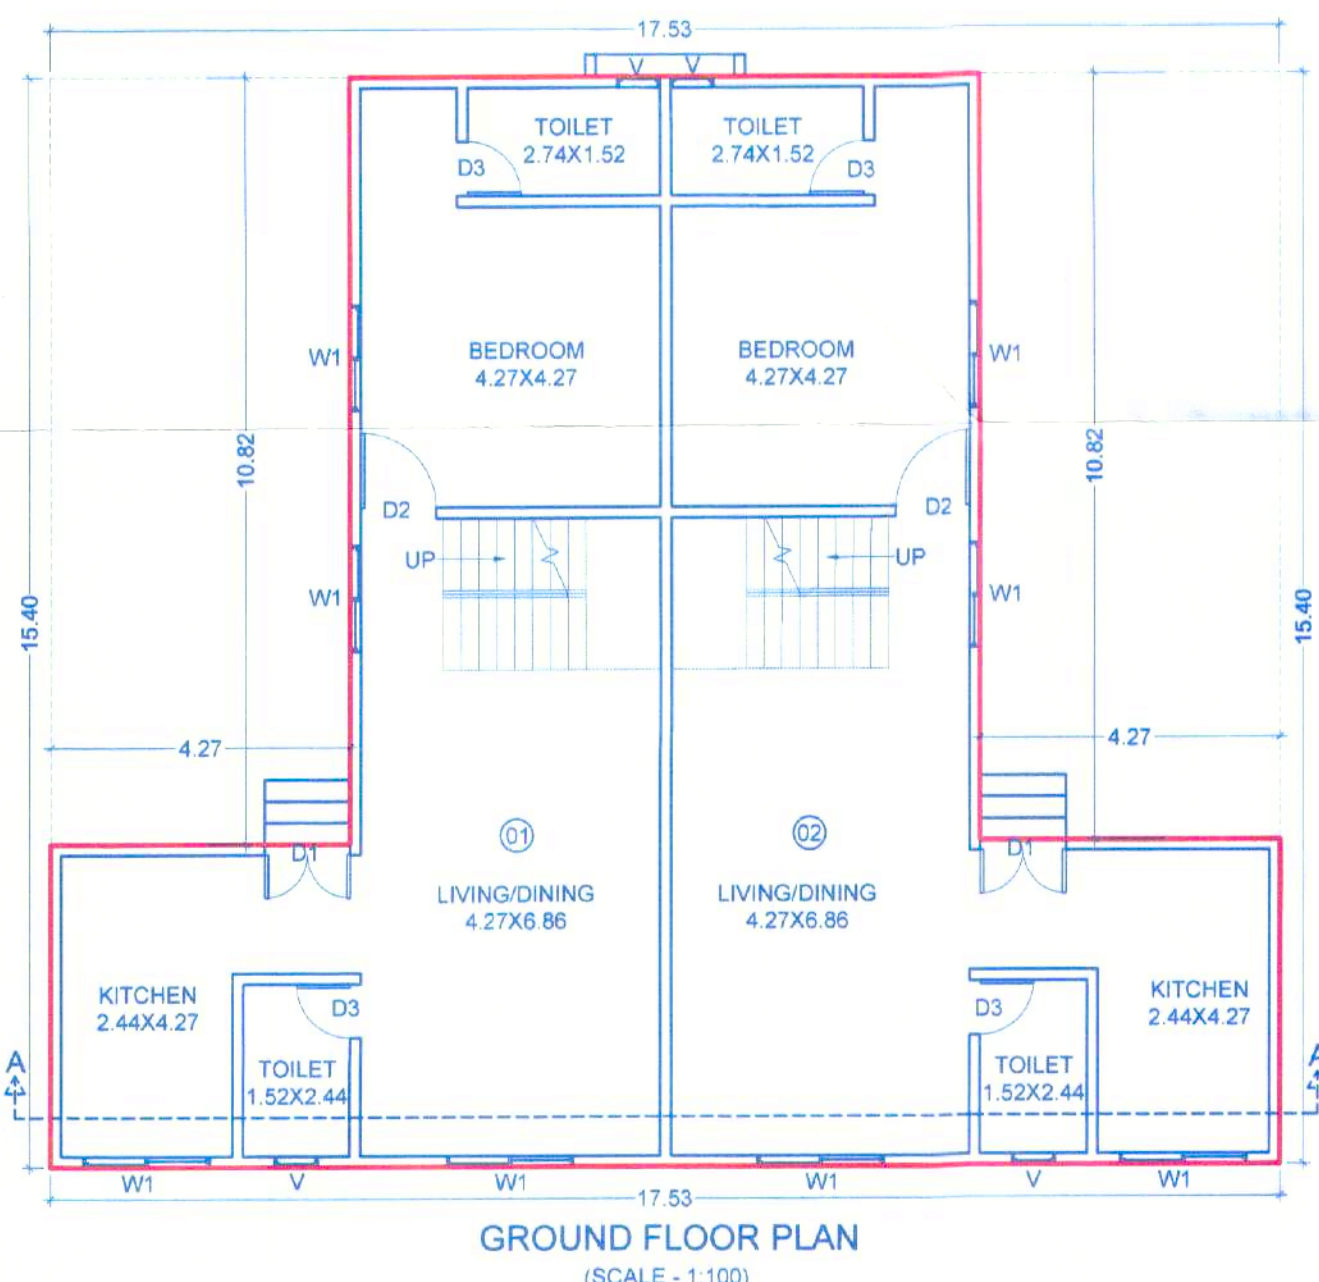 17.53
V V
TOILET
2.74X1.52
TOILET
2.74X1.52
D3
D3
W1
BEDROOM
4.27X4.27
BEDROOM
4.27X4.27
W1
10.82
10.82
D2
D2
UP
UP
W1
W1
15.40
15.40
4.27
4.27
01
02
D1
D1
LIVING/DINING
4.27X6.86
LIVING/DINING
4.27X6.86
KITCHEN
2.44X4.27
D3
D3
KITCHEN
2.44X4.27
A
TOILET
1.52X2.44
TOILET
1.52X2.44
A
W1 V W1 W1 V W1
17.53
GROUND FLOOR PLAN
(SCALE - 1:100)